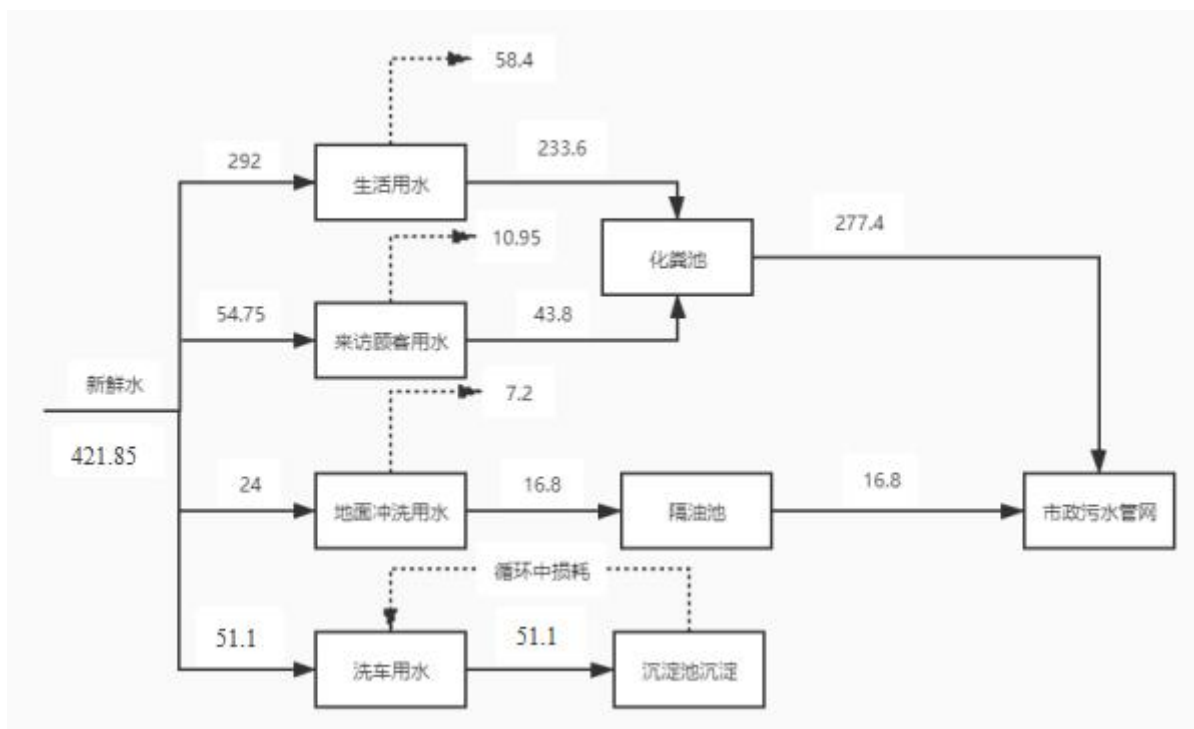 58.4
292
生活用水
233.6
10.95
化粪池
277.4
54.75
来访顾客用水
43.8
新鲜水
421.85
7.2
24
地面冲洗用水
16.8
隔油池
16.8
市政污水管网
循环中损耗
51.1
洗车用水
51.1
沉淀池沉淀